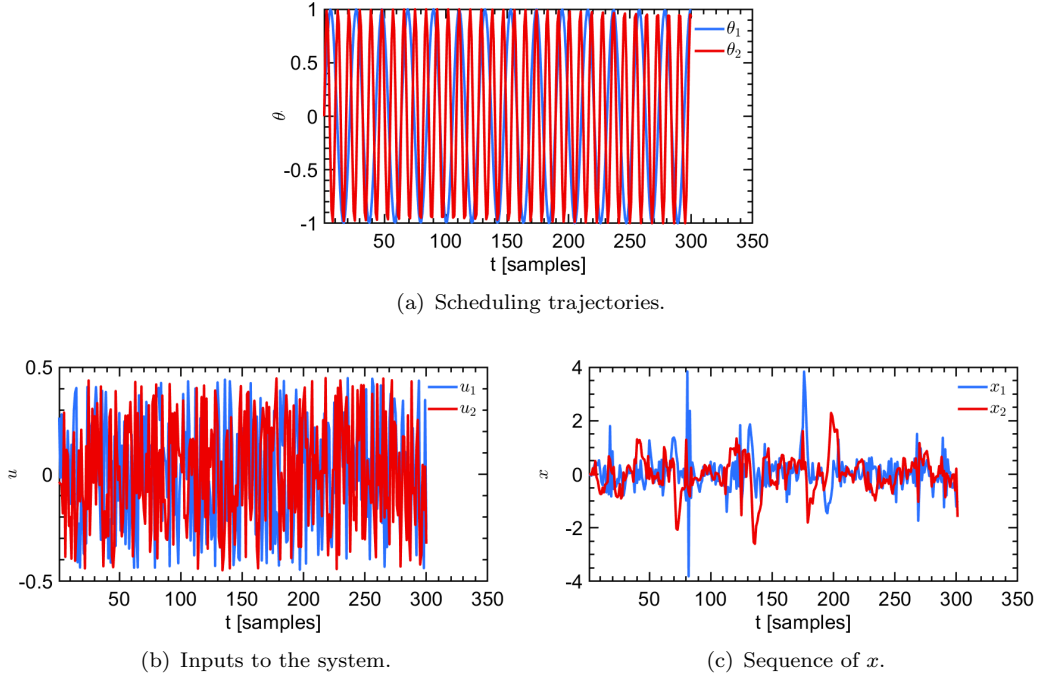 1
0.5
0
-0.5
-1
θ
θ1
θ2
50 100 150 200 250 300 350
t [samples]
(a) Scheduling trajectories.
0.5
0
-0.5
u
u1
u2
50 100 150 200 250 300 350
t [samples]
(b) Inputs to the system.
4
2
0
-2
-4
x
x1
x2
50 100 150 200 250 300 350
t [samples]
(c) Sequence of x.